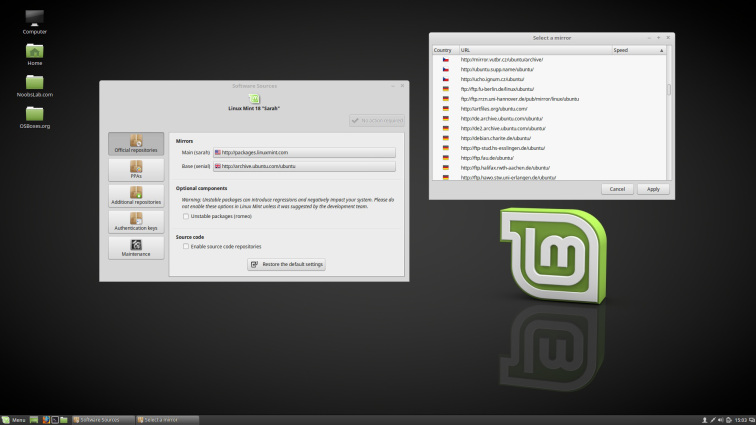 Computer
Home
NoobsLab.com
OSBoxes.org
Software Sources
Linux Mint 18 "Sarah"
No action required
Official repositories
PPAs
Additional repositories
Authentication keys
Maintenance
Mirrors
Main (sarah)
http://packages.linuxmint.com
Base (xenial)
http://archive.ubuntu.com/ubuntu
Optional components
Warning: Unstable packages can introduce regressions and negatively impact your system. Please do
not enable these options in Linux Mint unless it was suggested by the development team.
Unstable packages (romeo)
Source code
Enable source code repositories
Restore the default settings
Select a mirror
Country URL Speed
http://mirror.vutbr.cz/ubuntu/archive/
http://ubuntu.supp.name/ubuntu/
http://ucho.ignum.cz/ubuntu/
ftp://ftp.fu-berlin.de/linux/ubuntu/
ftp://ftp.rrzn.uni-hannover.de/pub/mirror/linux/ubuntu
http://artfiles.org/ubuntu.com/
http://de.archive.ubuntu.com/ubuntu/
http://de2.archive.ubuntu.com/ubuntu/
http://debian.charite.de/ubuntu/
http://ftp-stud.hs-esslingen.de/ubuntu/
http://ftp.fau.de/ubuntu/
http://ftp.halifax.rwth-aachen.de/ubuntu/
http://ftp.hawo.stw.uni-erlangen.de/ubuntu/
Cancel
Apply
Menu
Software Sources
Select a mirror
15:03